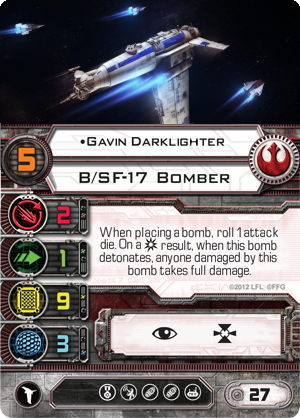 •Gavin Darklighter
5
B/SF-17 Bomber
2
1
9
3
When placing a bomb, roll 1 attack
die. On a result, when this bomb
detonates, anyone damaged by this
bomb takes full damage.
©2012 LFL ©FFG
27